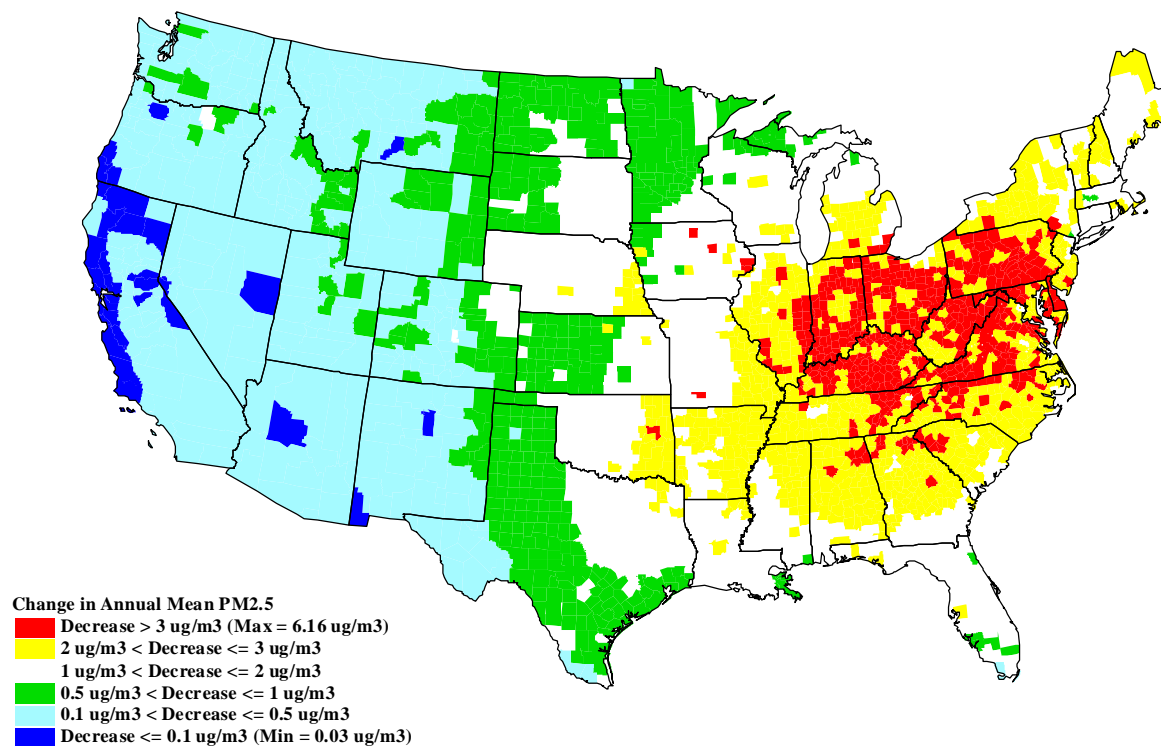 Change in Annual Mean PM2.5
Decrease > 3 ug/m3 (Max = 6.16 ug/m3)
2 ug/m3 < Decrease <= 3 ug/m3
1 ug/m3 < Decrease <= 2 ug/m3
0.5 ug/m3 < Decrease <= 1 ug/m3
0.1 ug/m3 < Decrease <= 0.5 ug/m3
Decrease <= 0.1 ug/m3 (Min = 0.03 ug/m3)